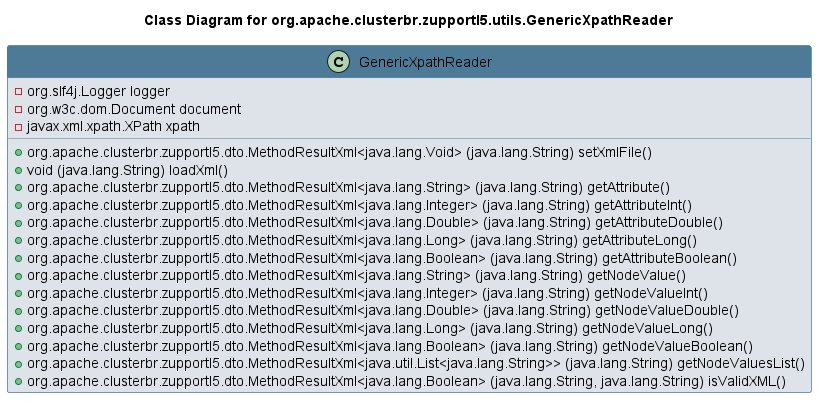 Class Diagram for org.apache.clusterbr.zupportl5.utils.GenericXpathReader
C GenericXpathReader
org.slf4j.Logger logger
org.w3c.dom.Document document
javax.xml.xpath.XPath xpath
org.apache.clusterbr.zupportl5.dto.MethodResultXml<java.lang.Void> (java.lang.String) setXmlFile()
void (java.lang.String) loadXml()
org.apache.clusterbr.zupportl5.dto.MethodResultXml<java.lang.String> (java.lang.String) getAttribute()
org.apache.clusterbr.zupportl5.dto.MethodResultXml<java.lang.Integer> (java.lang.String) getAttributeInt()
org.apache.clusterbr.zupportl5.dto.MethodResultXml<java.lang.Double> (java.lang.String) getAttributeDouble()
org.apache.clusterbr.zupportl5.dto.MethodResultXml<java.lang.Long> (java.lang.String) getAttributeLong()
org.apache.clusterbr.zupportl5.dto.MethodResultXml<java.lang.Boolean> (java.lang.String) getAttributeBoolean()
org.apache.clusterbr.zupportl5.dto.MethodResultXml<java.lang.String> (java.lang.String) getNodeValue()
org.apache.clusterbr.zupportl5.dto.MethodResultXml<java.lang.Integer> (java.lang.String) getNodeValueInt()
org.apache.clusterbr.zupportl5.dto.MethodResultXml<java.lang.Double> (java.lang.String) getNodeValueDouble()
org.apache.clusterbr.zupportl5.dto.MethodResultXml<java.lang.Long> (java.lang.String) getNodeValueLong()
org.apache.clusterbr.zupportl5.dto.MethodResultXml<java.lang.Boolean> (java.lang.String) getNodeValueBoolean()
org.apache.clusterbr.zupportl5.dto.MethodResultXml<java.util.List<java.lang.String>> (java.lang.String) getNodeValuesList()
org.apache.clusterbr.zupportl5.dto.MethodResultXml<java.lang.Boolean> (java.lang.String, java.lang.String) isValidXML()